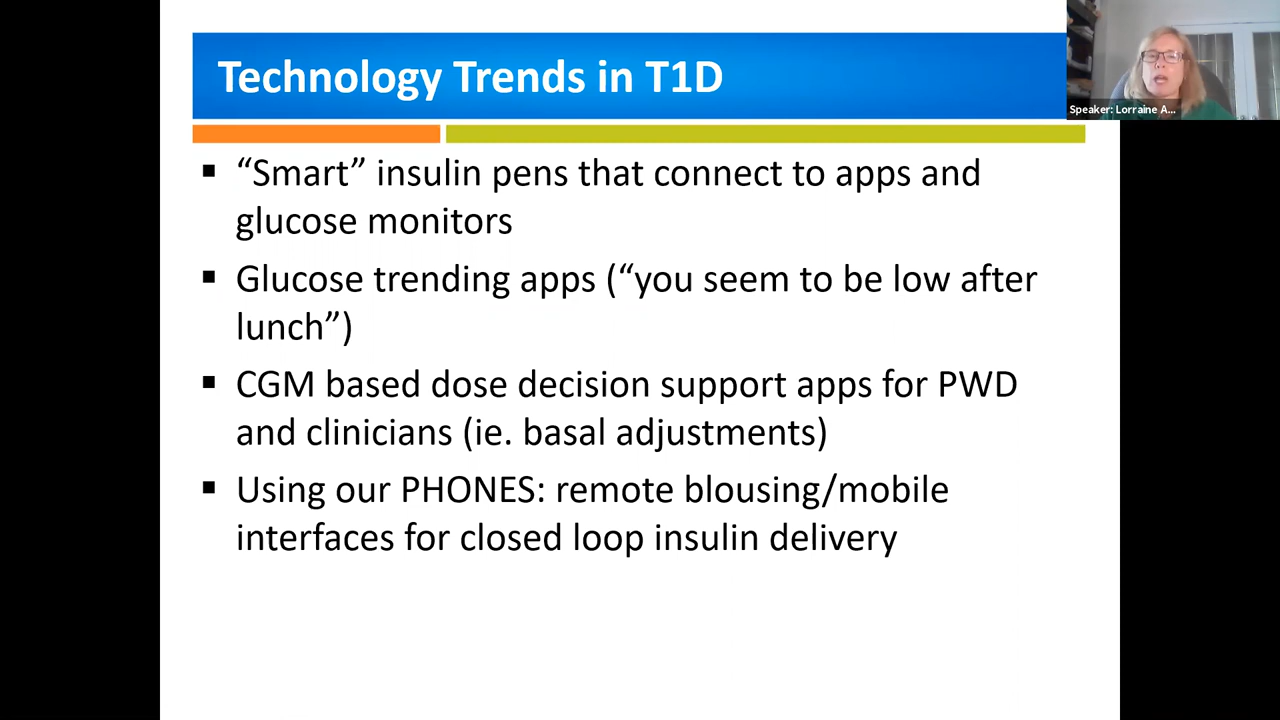 Technology Trends in T1D
Speaker: Lorraine A...
▪ “Smart” insulin pens that connect to apps and
glucose monitors
▪ Glucose trending apps (“you seem to be low after
lunch”)
▪ CGM based dose decision support apps for PWD
and clinicians (ie. basal adjustments)
▪ Using our PHONES: remote blousing/mobile
interfaces for closed loop insulin delivery